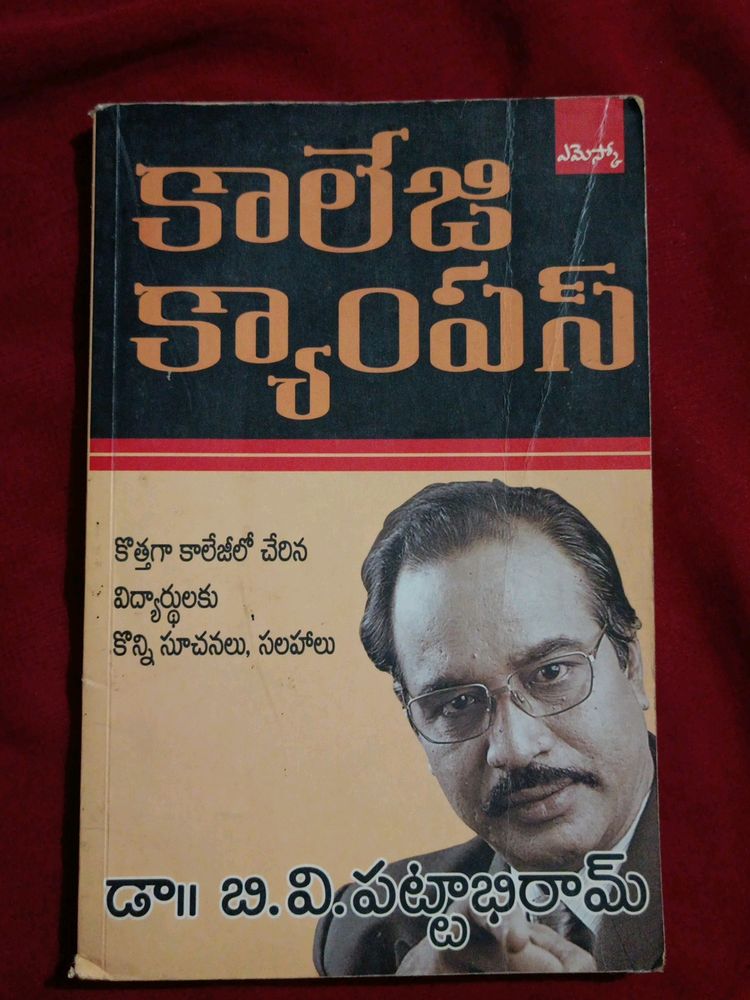 ఎమెస్కో
కాలేజి
క్యాంపస్
కొత్తగా కాలేజీలో చేరిన
విద్యార్థులకు
కొన్ని సూచనలు, సలహాలు
డా॥ బి.వి.పట్టాభిరామ్